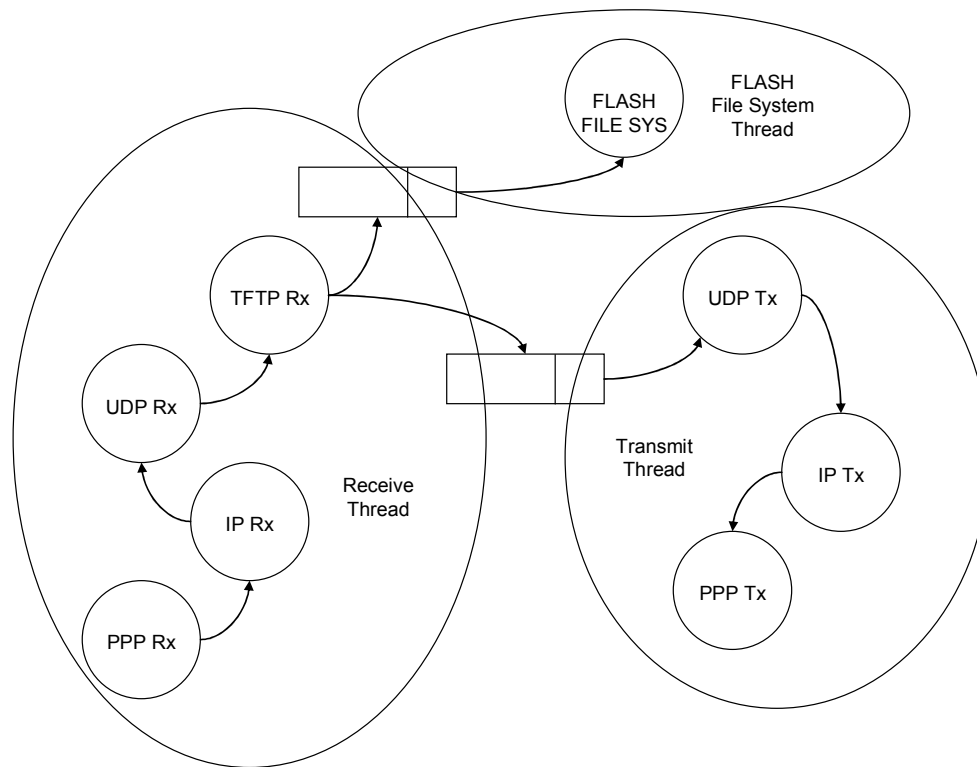 FLASH
FILE SYS
FLASH
File System
Thread
TFTP Rx
UDP Rx
IP Rx
PPP Rx
Receive
Thread
UDP Tx
IP Tx
PPP Tx
Transmit
Thread